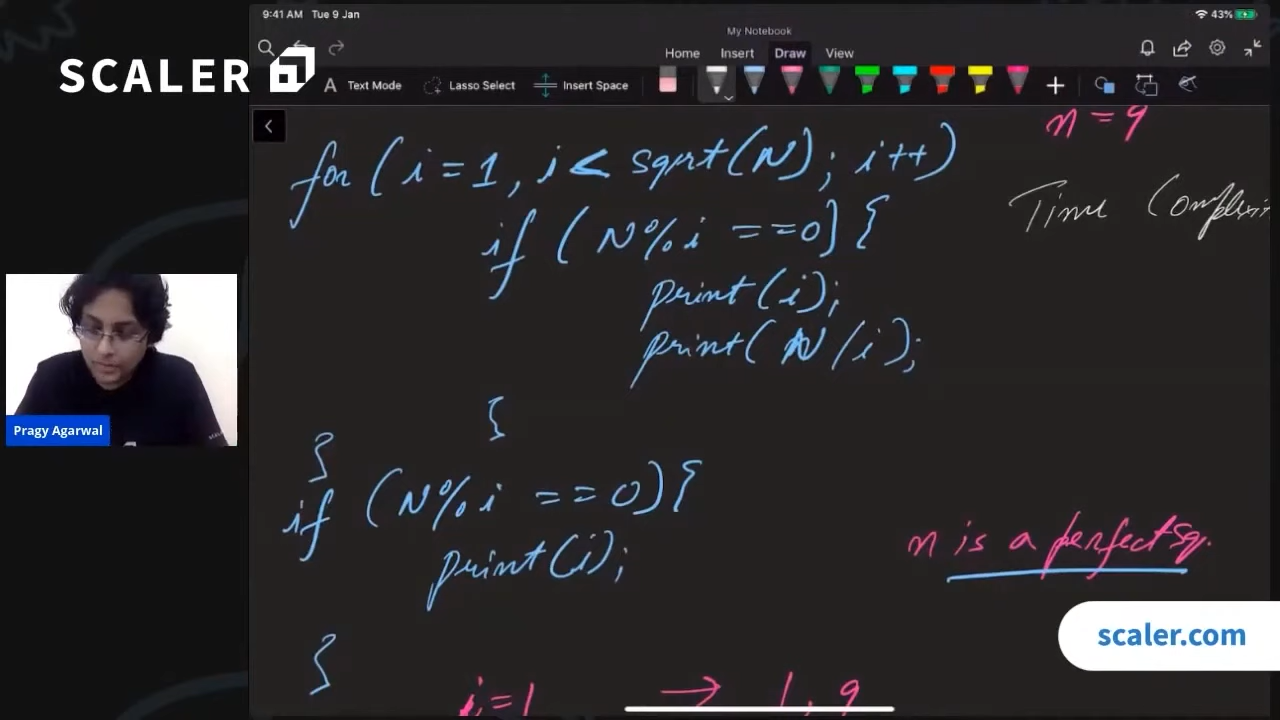 9:41 AM Tue 9 Jan
43%
My Notebook
SCALER
Home Insert Draw View
Text Mode Lasso Select Insert Space
n = 9
for ( i = 1, i < sqrt(N); i++)
Time Complexi
if ( N%i == 0) {
print(i);
print( N/i);
}
Pragy Agarwal
}
if (N%i == 0){
print(i);
n is a perfect sq.
scaler.com
}
i=1 → 1, 9